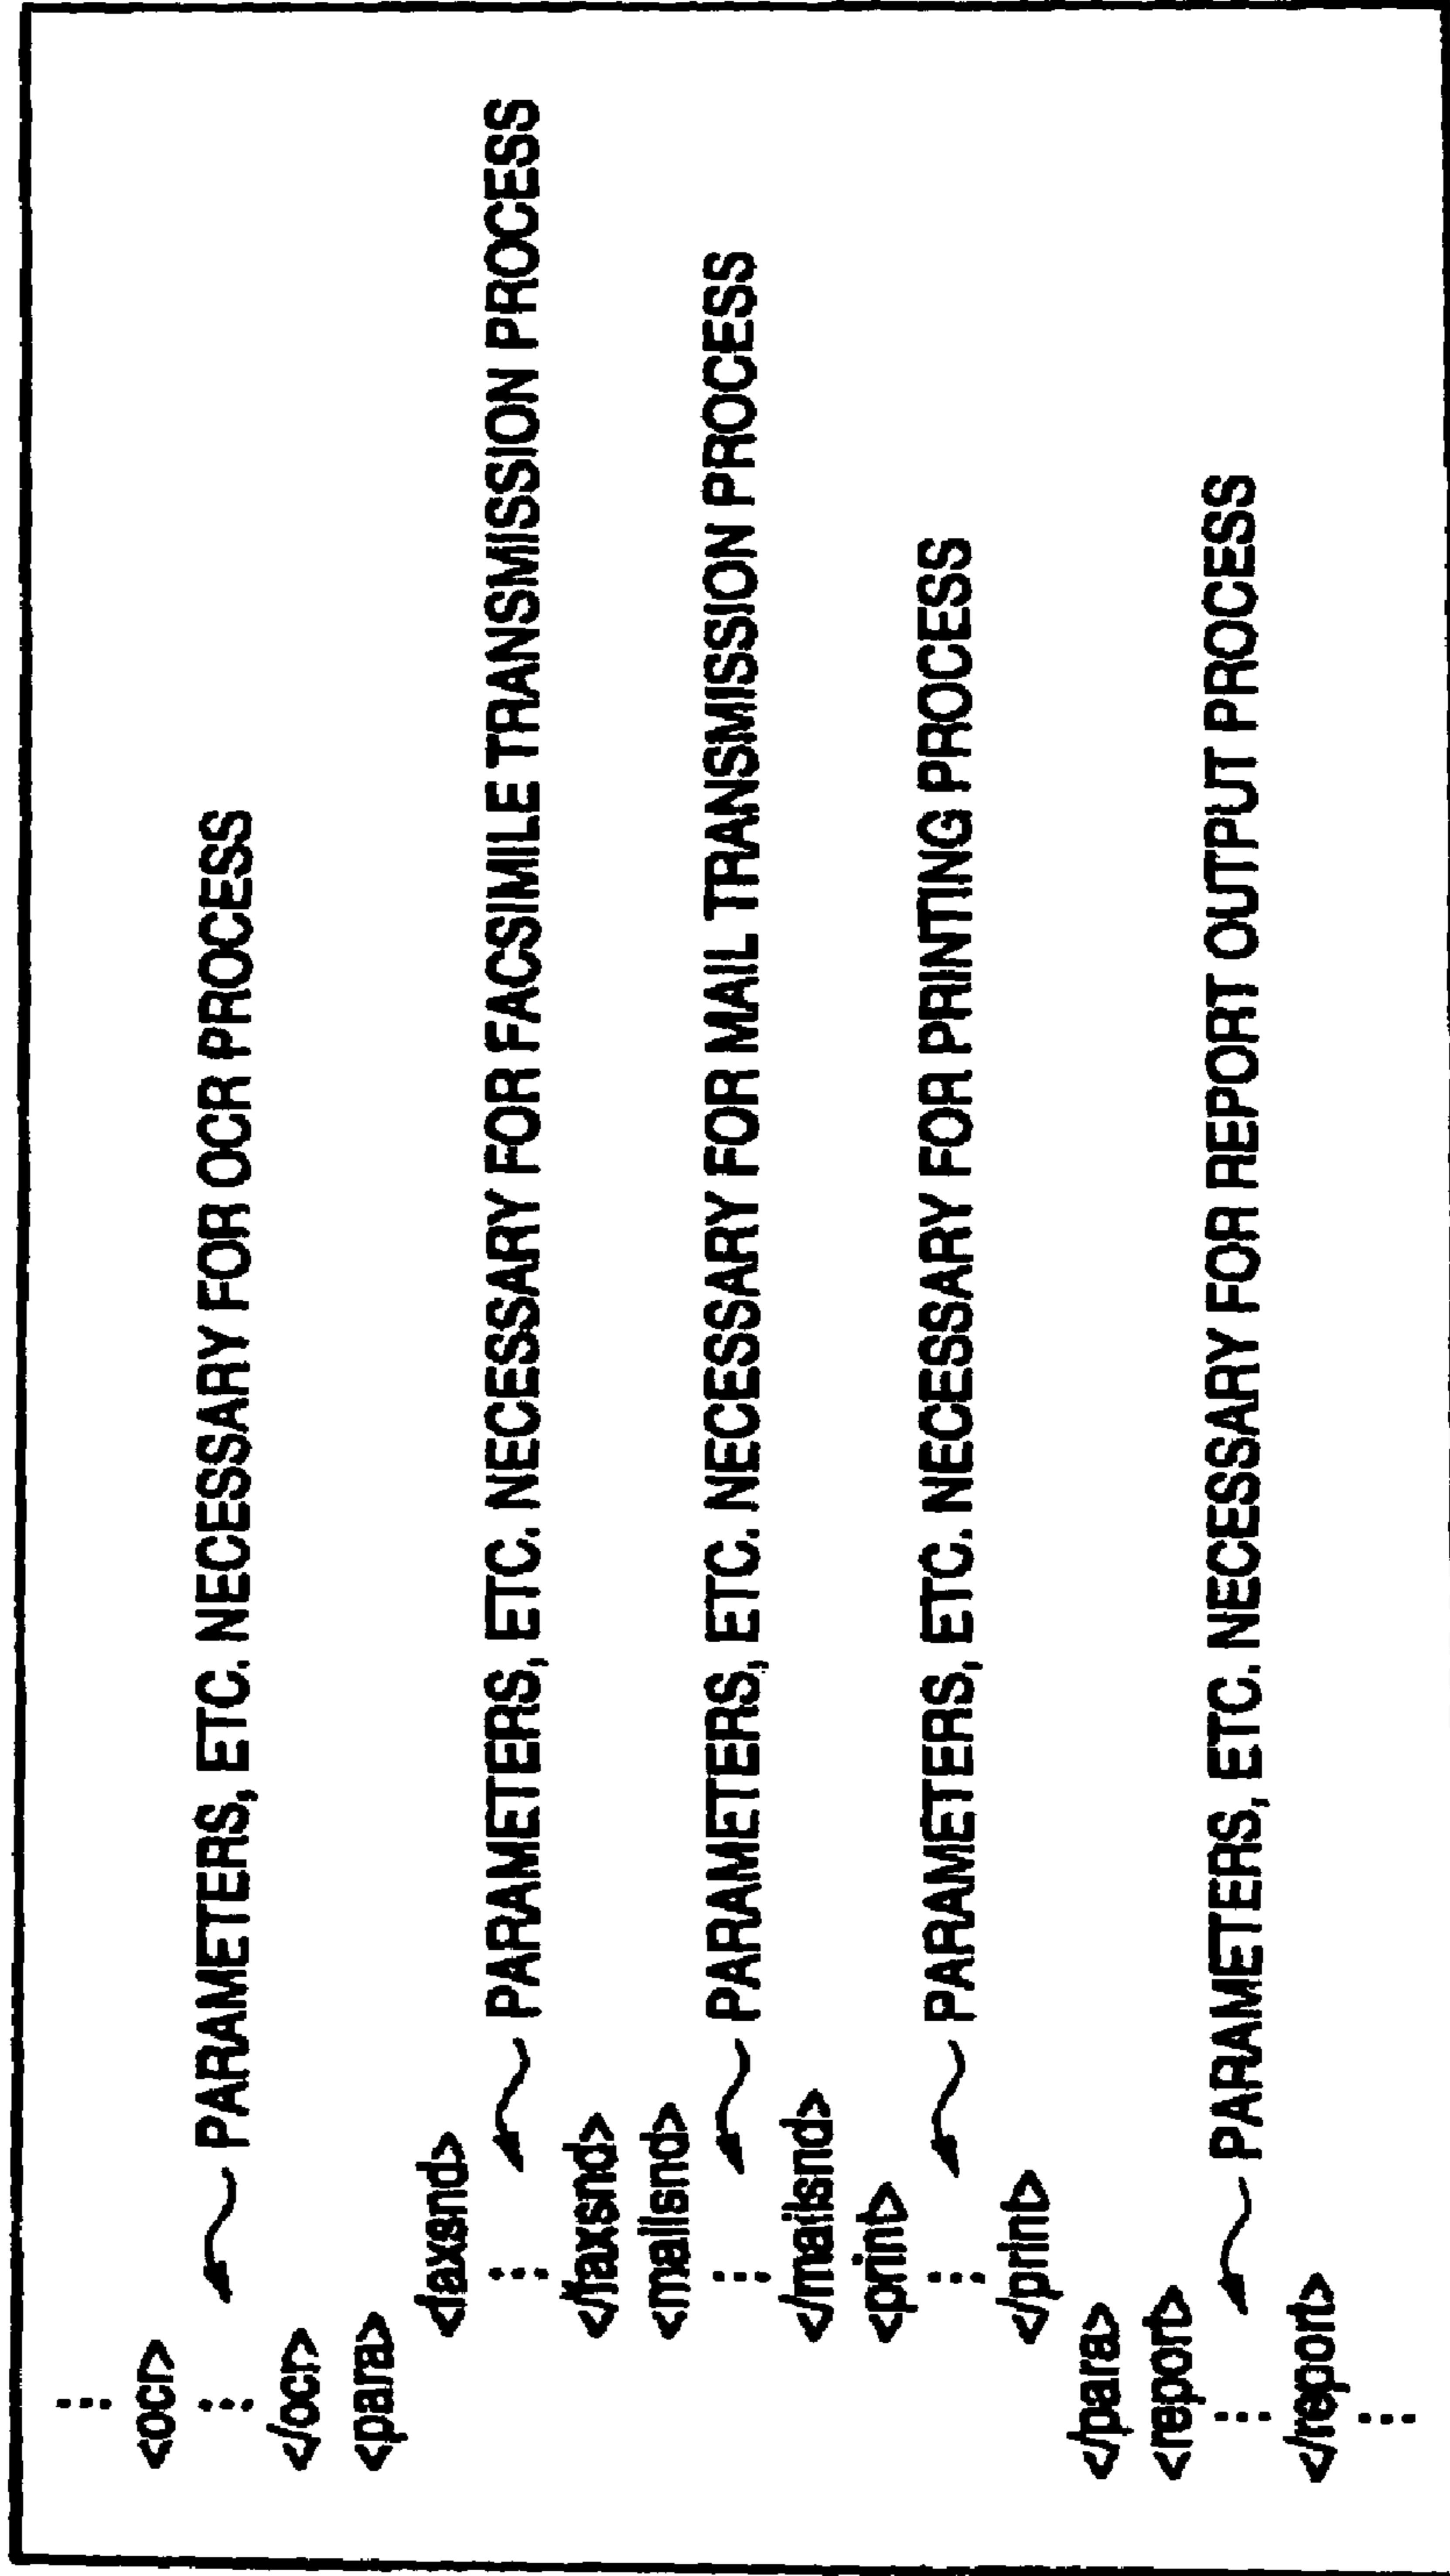 ⋮
<ocr>
⋮ PARAMETERS, ETC. NECESSARY FOR OCR PROCESS
</ocr>
<para>
<faxsnd>
⋮ PARAMETERS, ETC. NECESSARY FOR FACSIMILE TRANSMISSION PROCESS
</faxsnd>
<mailsnd>
⋮ PARAMETERS, ETC. NECESSARY FOR MAIL TRANSMISSION PROCESS
</mailsnd>
<print>
⋮ PARAMETERS, ETC. NECESSARY FOR PRINTING PROCESS
</print>
</para>
<report>
⋮ PARAMETERS, ETC. NECESSARY FOR REPORT OUTPUT PROCESS
</report>
⋮